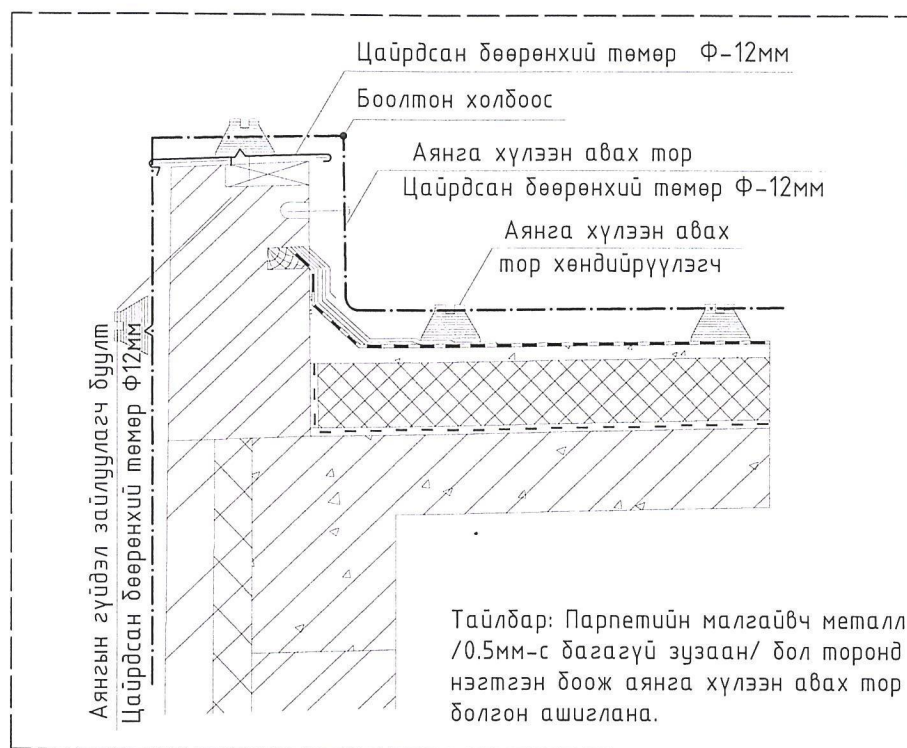 Цайрдсан бөөрөнхий төмөр Ф-12мм
Боолтон холбоос
Аянга хүлээн авах тор
Цайрдсан бөөрөнхий төмөр Ф-12мм
Аянга хүлээн авах
тор хөндийрүүлэгч
Аянгын гүйдэл зайлуулагч буулт
Цайрдсан бөөрөнхий төмөр Ф12мм
Тайлбар: Парпетийн малгайвч металл
/0.5мм-с багагүй зузаан/ бол торонд
нэгтгэн боож аянга хүлээн авах тор
болгон ашиглана.